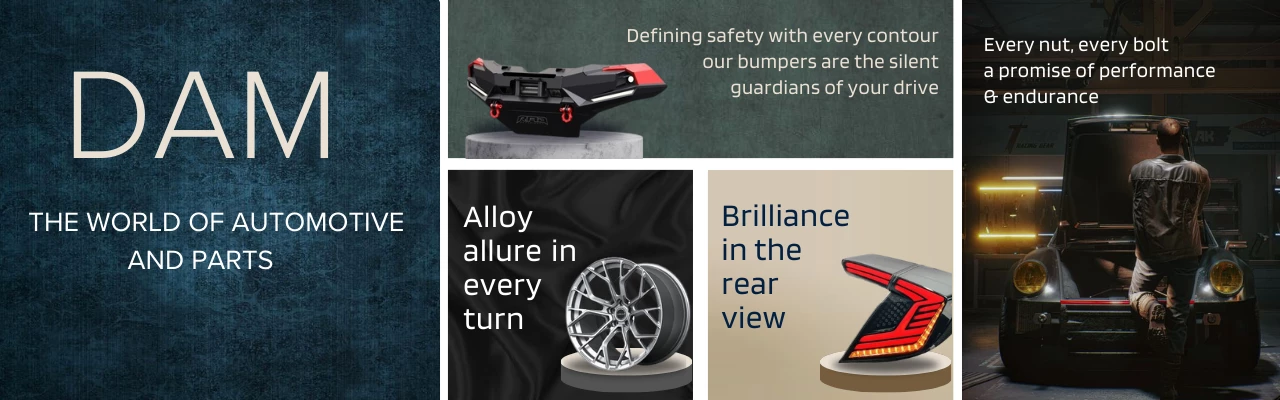 DAM
THE WORLD OF AUTOMOTIVE
AND PARTS
Defining safety with every contour
our bumpers are the silent
guardians of your drive
Alloy
allure in
every
turn
Brilliance
in the
rear
view
Every nut, every bolt
a promise of performance
& endurance